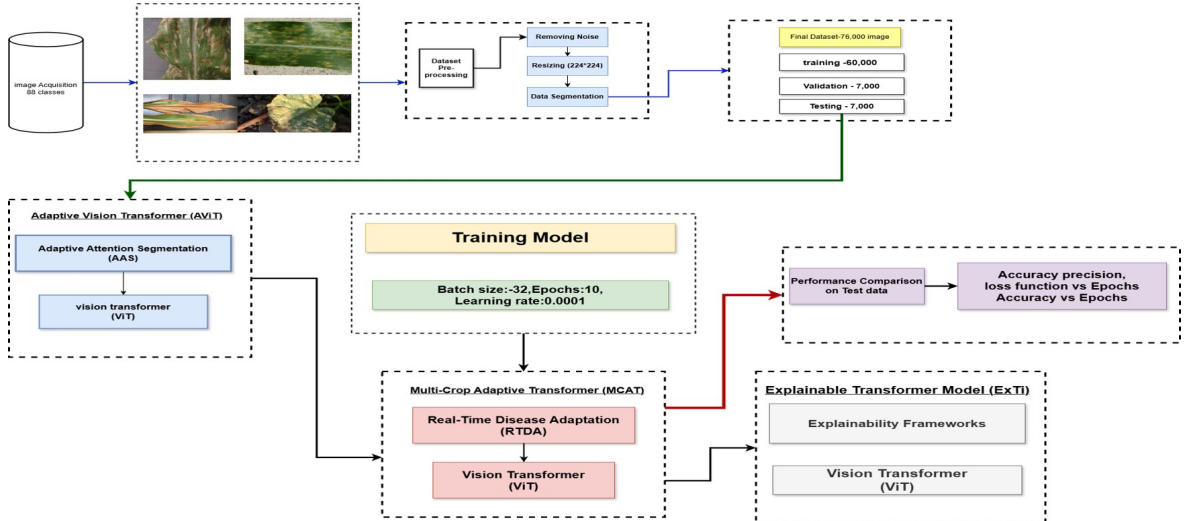 image Acquisition
88 classes
Dataset
Pre-
processing
Removing Noise
Resizing (224*224)
Data Segmentation
Final Dataset-76,000 image
training -60,000
Validation - 7,000
Testing - 7,000
Adaptive Vision Transformer (AViT)
Adaptive Attention Segmentation
(AAS)
vision transformer
(ViT)
Training Model
Batch size:-32,Epochs:10,
Learning rate:0.0001
Performance Comparison
on Test data
Accuracy precision,
loss function vs Epochs
Accuracy vs Epochs
Multi-Crop Adaptive Transformer (MCAT)
Real-Time Disease Adaptation
(RTDA)
Vision Transformer
(ViT)
Explainable Transformer Model (ExTi)
Explainability Frameworks
Vision Transformer
(ViT)